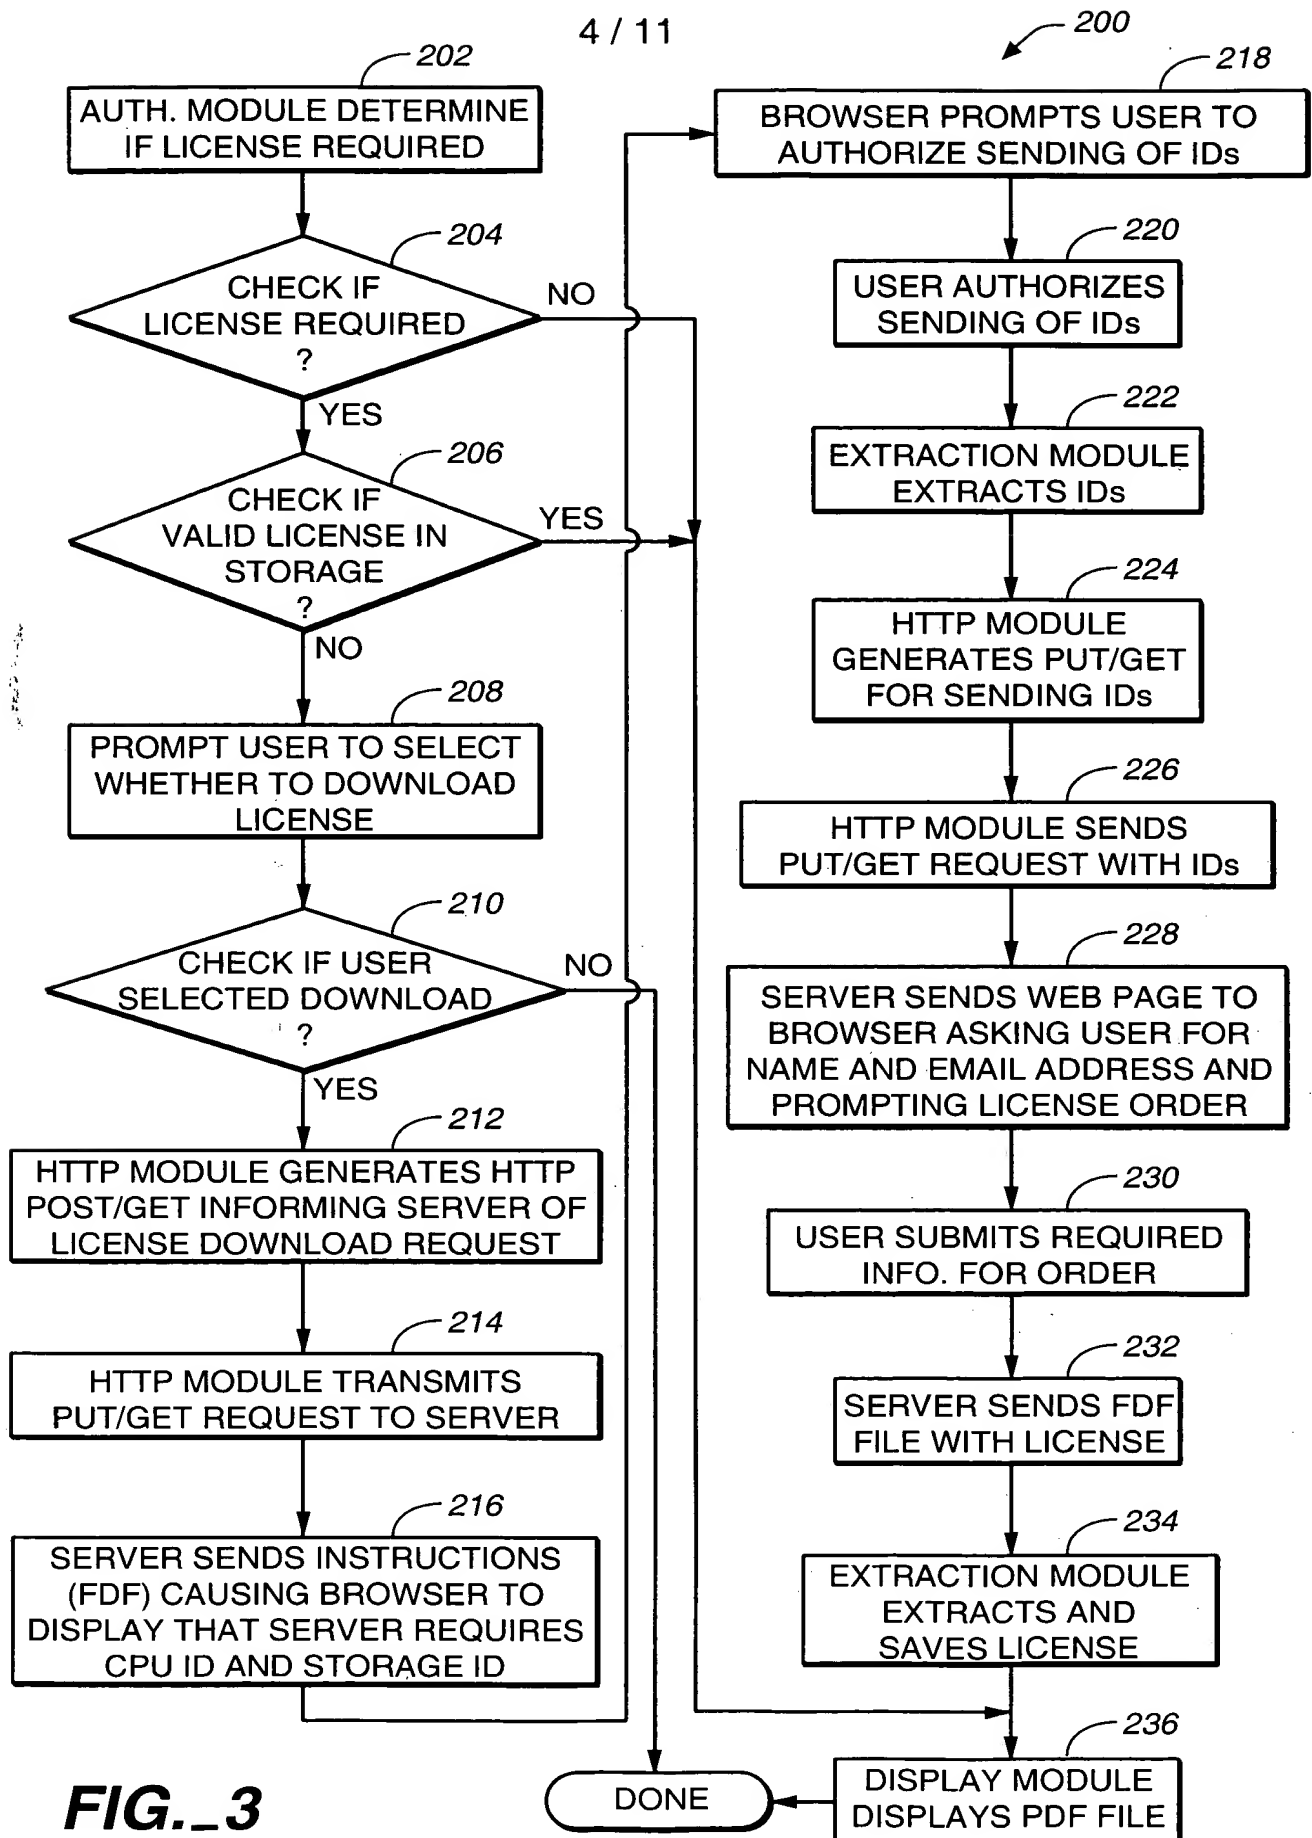 4 / 11
200
202
AUTH. MODULE DETERMINE
IF LICENSE REQUIRED
204
CHECK IF
LICENSE REQUIRED
?
NO
YES
206
CHECK IF
VALID LICENSE IN
STORAGE
?
YES
NO
208
PROMPT USER TO SELECT
WHETHER TO DOWNLOAD
LICENSE
210
CHECK IF USER
SELECTED DOWNLOAD
?
NO
YES
212
HTTP MODULE GENERATES HTTP
POST/GET INFORMING SERVER OF
LICENSE DOWNLOAD REQUEST
214
HTTP MODULE TRANSMITS
PUT/GET REQUEST TO SERVER
216
SERVER SENDS INSTRUCTIONS
(FDF) CAUSING BROWSER TO
DISPLAY THAT SERVER REQUIRES
CPU ID AND STORAGE ID
218
BROWSER PROMPTS USER TO
AUTHORIZE SENDING OF IDs
220
USER AUTHORIZES
SENDING OF IDs
222
EXTRACTION MODULE
EXTRACTS IDs
224
HTTP MODULE
GENERATES PUT/GET
FOR SENDING IDs
226
HTTP MODULE SENDS
PUT/GET REQUEST WITH IDs
228
SERVER SENDS WEB PAGE TO
BROWSER ASKING USER FOR
NAME AND EMAIL ADDRESS AND
PROMPTING LICENSE ORDER
230
USER SUBMITS REQUIRED
INFO. FOR ORDER
232
SERVER SENDS FDF
FILE WITH LICENSE
234
EXTRACTION MODULE
EXTRACTS AND
SAVES LICENSE
236
DISPLAY MODULE
DISPLAYS PDF FILE
DONE
FIG._3